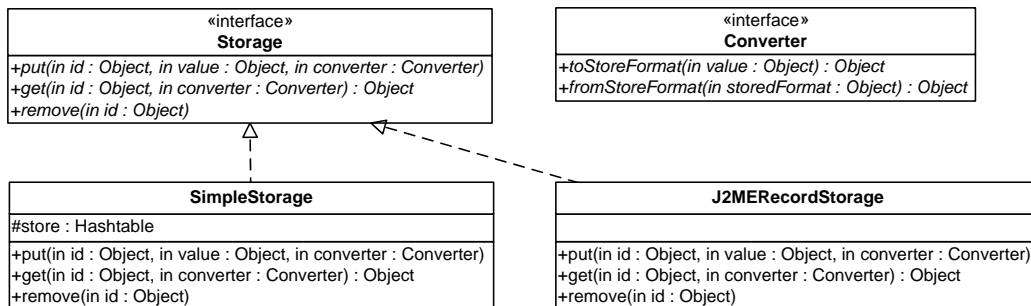 «interface»
Storage
+put(in id : Object, in value : Object, in converter : Converter)
+get(in id : Object, in converter : Converter) : Object
+remove(in id : Object)
«interface»
Converter
+toStoreFormat(in value : Object) : Object
+fromStoreFormat(in storedFormat : Object) : Object
SimpleStorage
#store : Hashtable
+put(in id : Object, in value : Object, in converter : Converter)
+get(in id : Object, in converter : Converter) : Object
+remove(in id : Object)
J2MERecordStorage
+put(in id : Object, in value : Object, in converter : Converter)
+get(in id : Object, in converter : Converter) : Object
+remove(in id : Object)